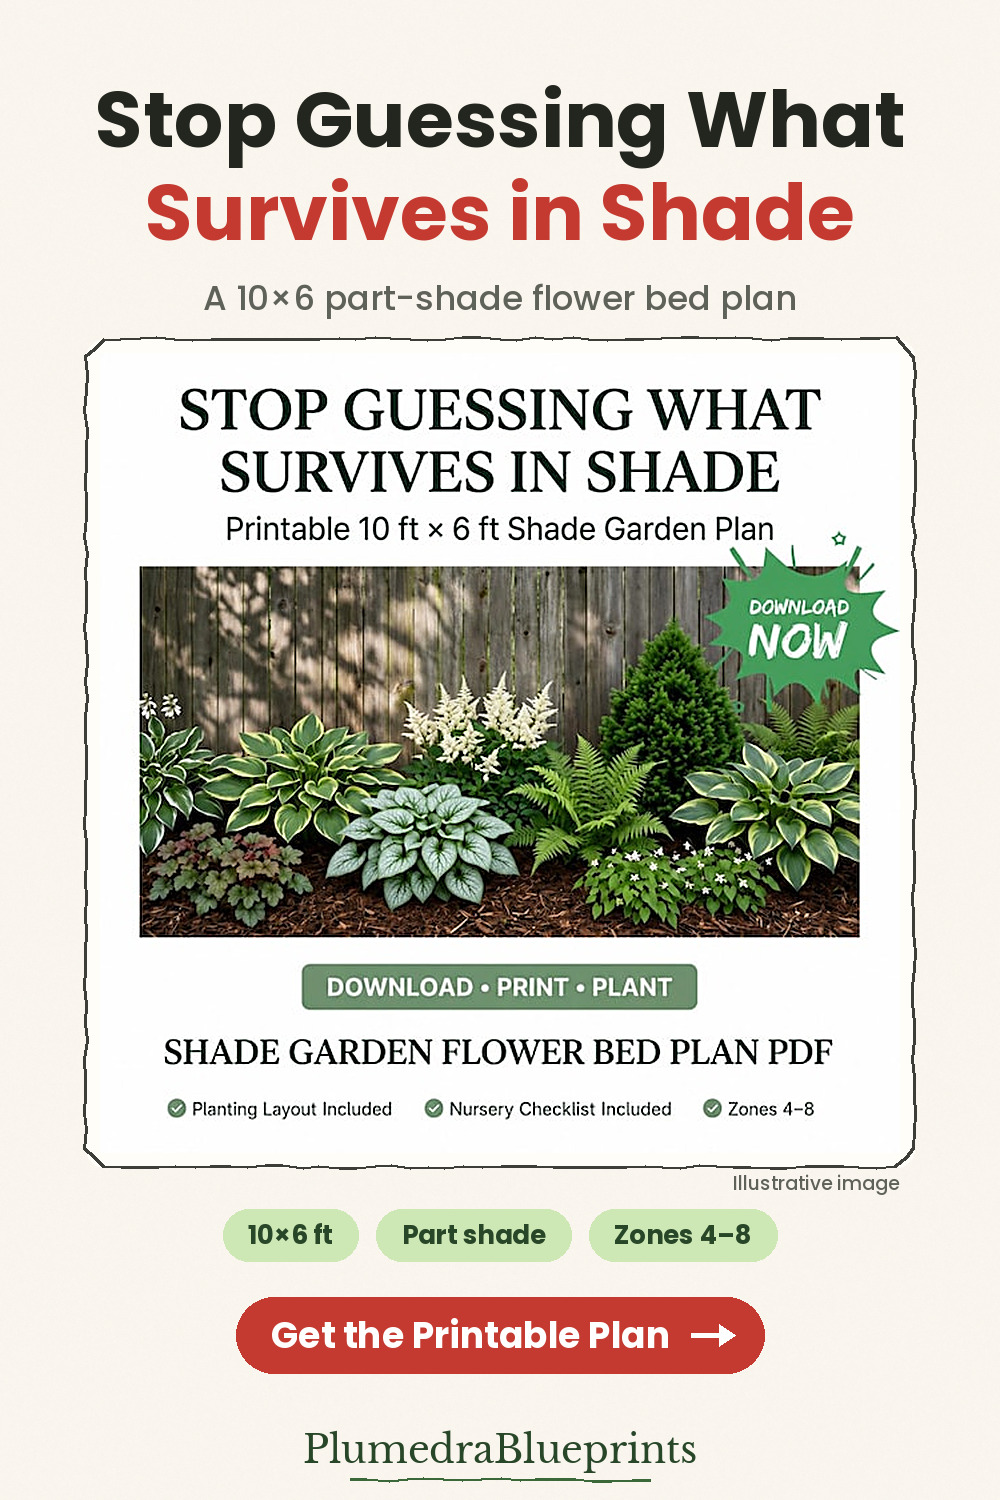 Stop Guessing What
Survives in Shade
A 10×6 part-shade flower bed plan
STOP GUESSING WHAT
SURVIVES IN SHADE
Printable 10 ft × 6 ft Shade Garden Plan
DOWNLOAD
NOW
DOWNLOAD • PRINT • PLANT
SHADE GARDEN FLOWER BED PLAN PDF
Planting Layout Included
Nursery Checklist Included
Zones 4–8
Illustrative image
10×6 ft
Part shade
Zones 4–8
Get the Printable Plan →
PlumedraBlueprints